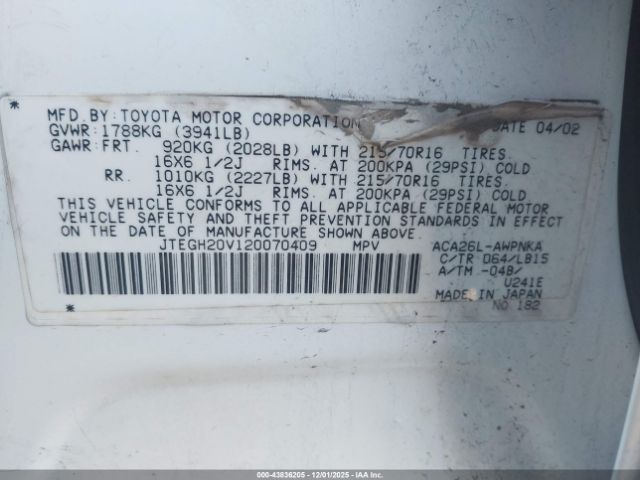 MFD.BY:TOYOTA MOTOR CORPORATION DATE 04/02
GVWR:1788KG (3941LB)
GAWR:FRT. 920KG (2028LB) WITH 215/70R16 TIRES.
16X6 1/2J RIMS. AT 200KPA (29PSI) COLD
RR. 1010KG (2227LB) WITH 215/70R16 TIRES.
16X6 1/2J RIMS. AT 200KPA (29PSI) COLD
THIS VEHICLE CONFORMS TO ALL APPLICABLE FEDERAL MOTOR
VEHICLE SAFETY AND THEFT PREVENTION STANDARDS IN EFFECT
ON THE DATE OF MANUFACTURE SHOWN ABOVE.
JTEGH20V120070409 MPV ACA26L-AWPNKA
C/TR 064/LB15
A/TM -04B/
U241E
MADE IN JAPAN
NO 182
000-43836205 - 12/01/2025 - IAA Inc.